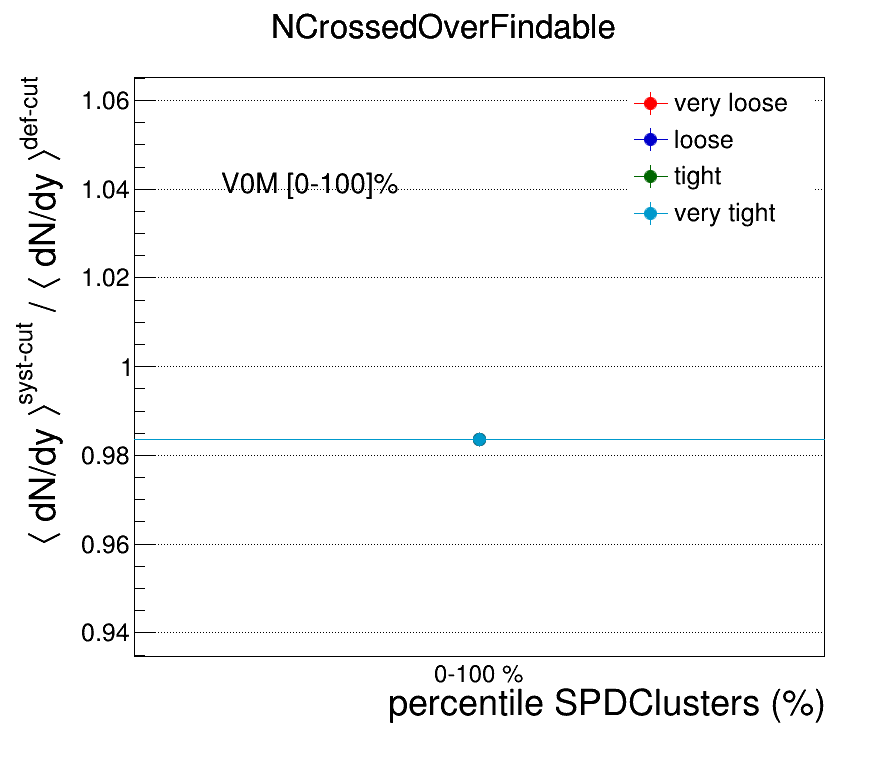 NCrossedOverFindable
⟨ dN/dy ⟩^syst-cut / ⟨ dN/dy ⟩^def-cut
1.06
1.04
1.02
1
0.98
0.96
0.94
V0M [0-100]%
very loose
loose
tight
very tight
0-100 %
percentile SPDClusters (%)